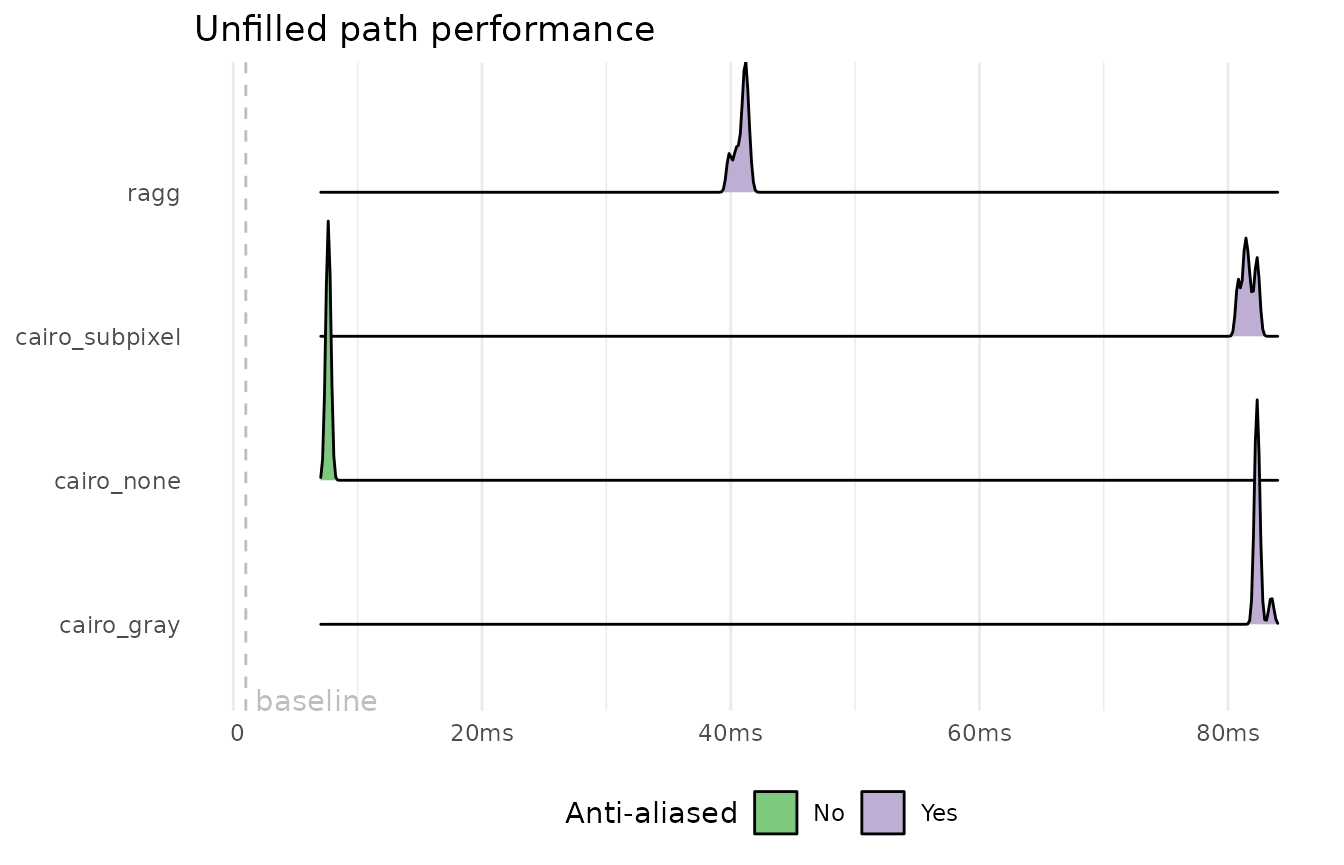 Unfilled path performance
ragg
cairo_subpixel
cairo_none
cairo_gray
baseline
0 20ms 40ms 60ms 80ms
Anti-aliased No Yes